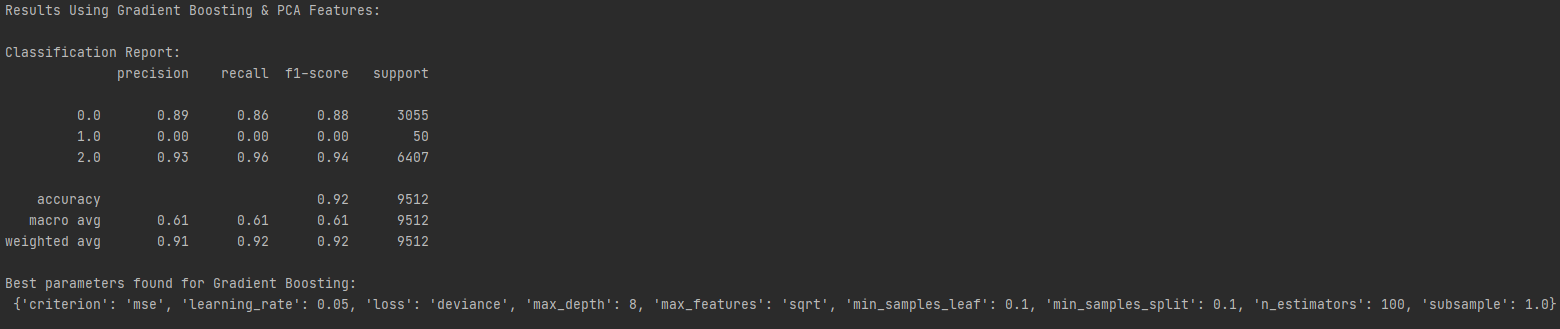 Results Using Gradient Boosting & PCA Features:
Classification Report:
precision recall f1-score support
0.0 0.89 0.86 0.88 3055
1.0 0.00 0.00 0.00 50
2.0 0.93 0.96 0.94 6407
accuracy 0.92 9512
macro avg 0.61 0.61 0.61 9512
weighted avg 0.91 0.92 0.92 9512
Best parameters found for Gradient Boosting:
{'criterion': 'mse', 'learning_rate': 0.05, 'loss': 'deviance', 'max_depth': 8, 'max_features': 'sqrt', 'min_samples_leaf': 0.1, 'min_samples_split': 0.1, 'n_estimators': 100, 'subsample': 1.0}